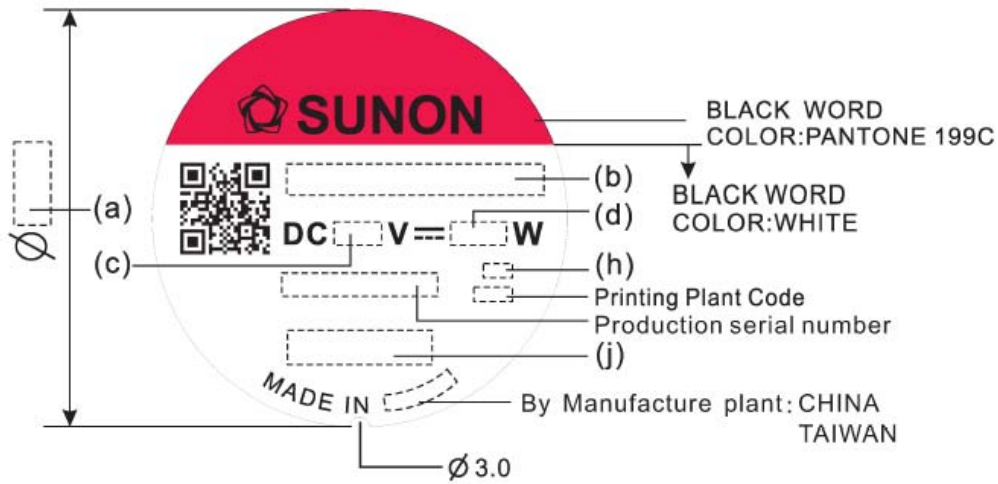 SUNON
BLACK WORD
COLOR:PANTONE 199C
BLACK WORD
COLOR:WHITE
(a)
Ø
(b)
(c)
DC V W
(d)
(h)
Printing Plant Code
Production serial number
(j)
MADE IN
By Manufacture plant: CHINA
TAIWAN
Ø 3.0